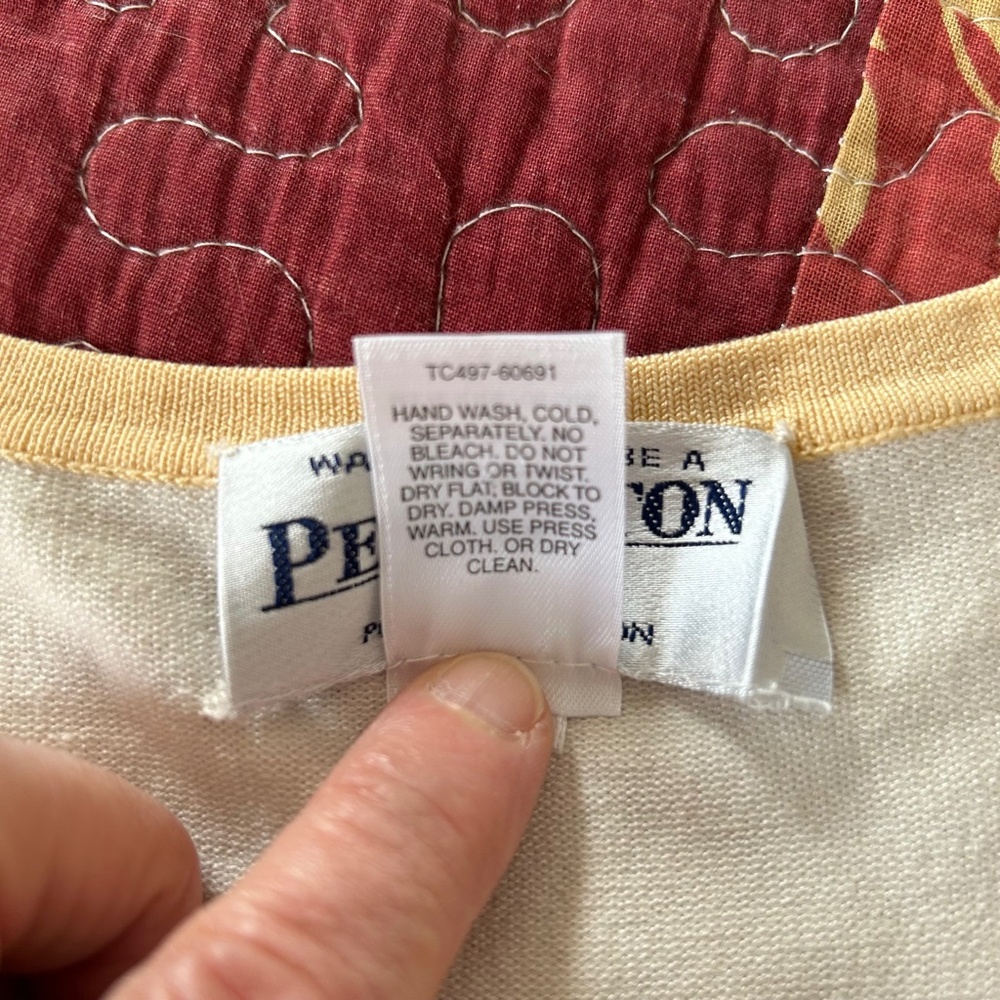 TC497-60691
HAND WASH, COLD,
SEPARATELY. NO
BLEACH. DO NOT
WRING OR TWIST.
DRY FLAT, BLOCK TO
DRY. DAMP PRESS,
WARM. USE PRESS
CLOTH. OR DRY
CLEAN.
WA BE A
PE TON
P ON